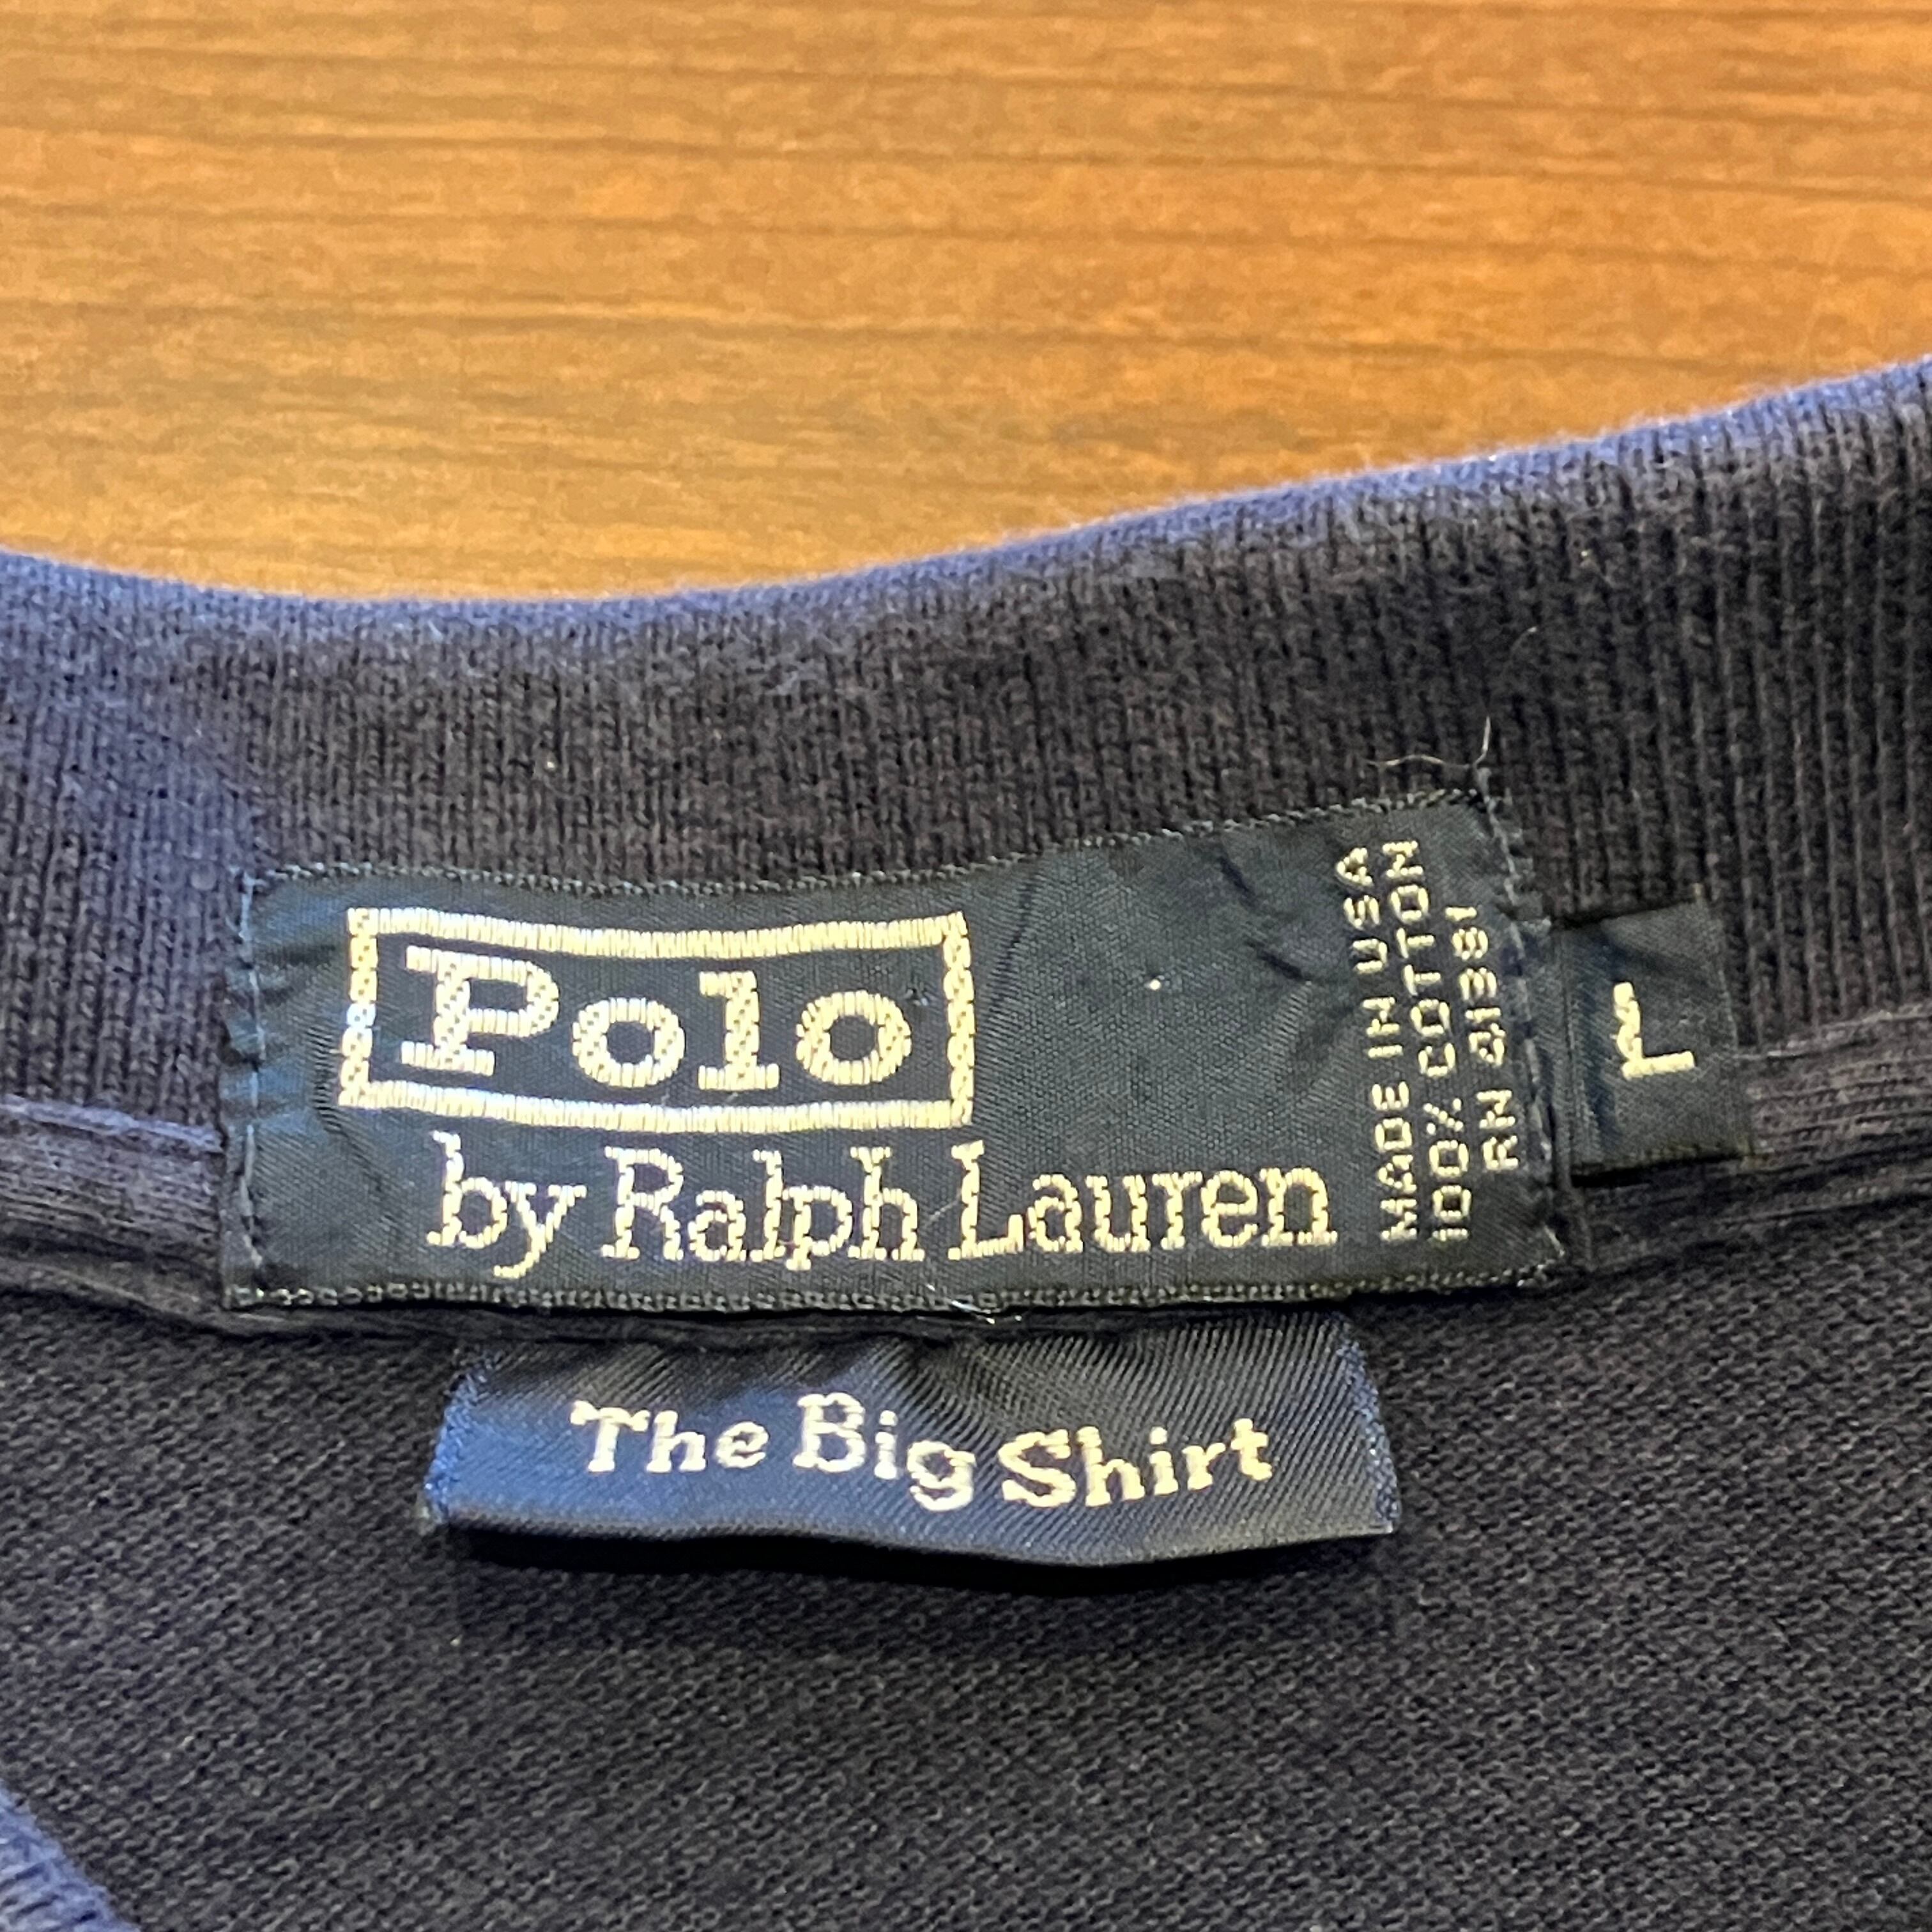 Polo
by Ralph Lauren
MADE IN USA
100% COTTON
RN 41381
L
The Big Shirt